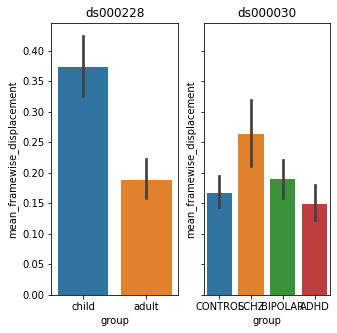 ds000228
ds000030
mean_framewise_displacement
0.40
0.35
0.30
0.25
0.20
0.15
0.10
0.05
0.00
child
adult
group
mean_framewise_displacement
CONTROL
SCHZ
BIPOLAR
ADHD
group